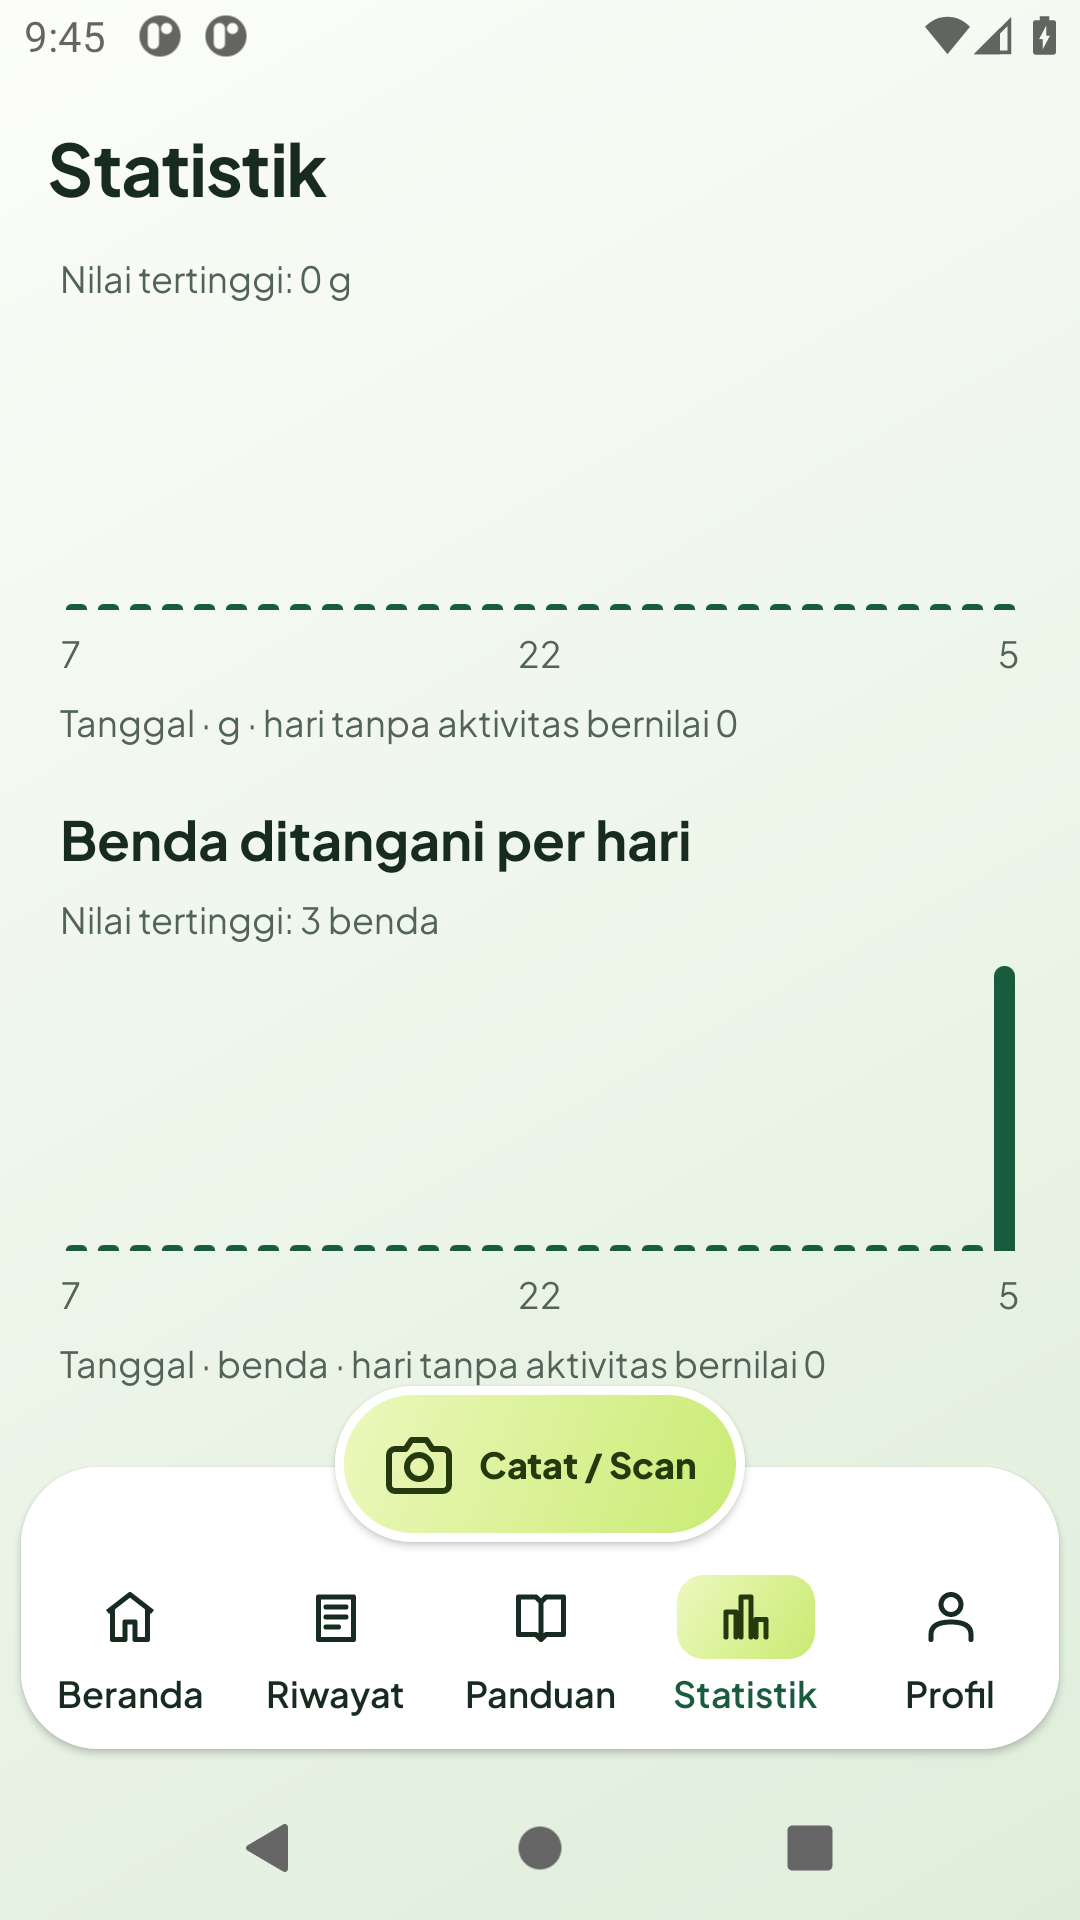 9:45
Statistik
Nilai tertinggi: 0 g
7 22 5
Tanggal · g · hari tanpa aktivitas bernilai 0
Benda ditangani per hari
Nilai tertinggi: 3 benda
7 22 5
Tanggal · benda · hari tanpa aktivitas bernilai 0
Catat / Scan
Beranda Riwayat Panduan Statistik Profil